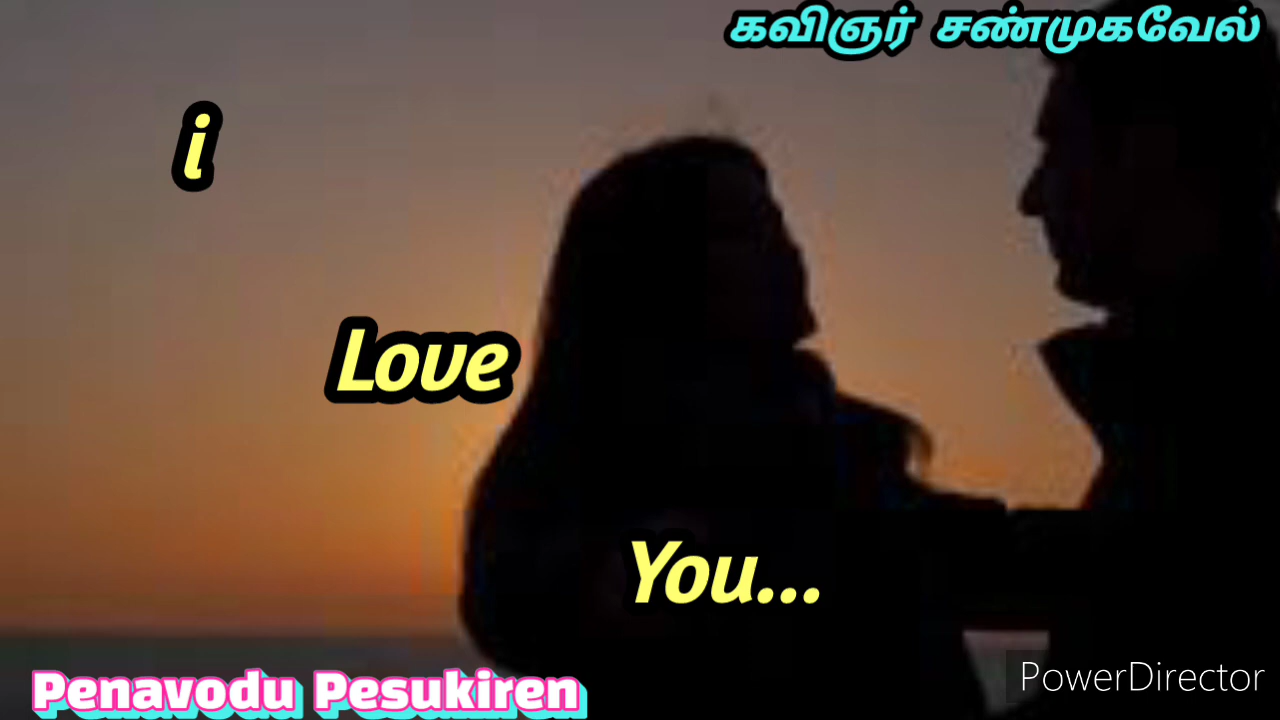 கவிஞர் சண்முகவேல்
i
Love
You...
Penavodu Pesukiren
PowerDirector